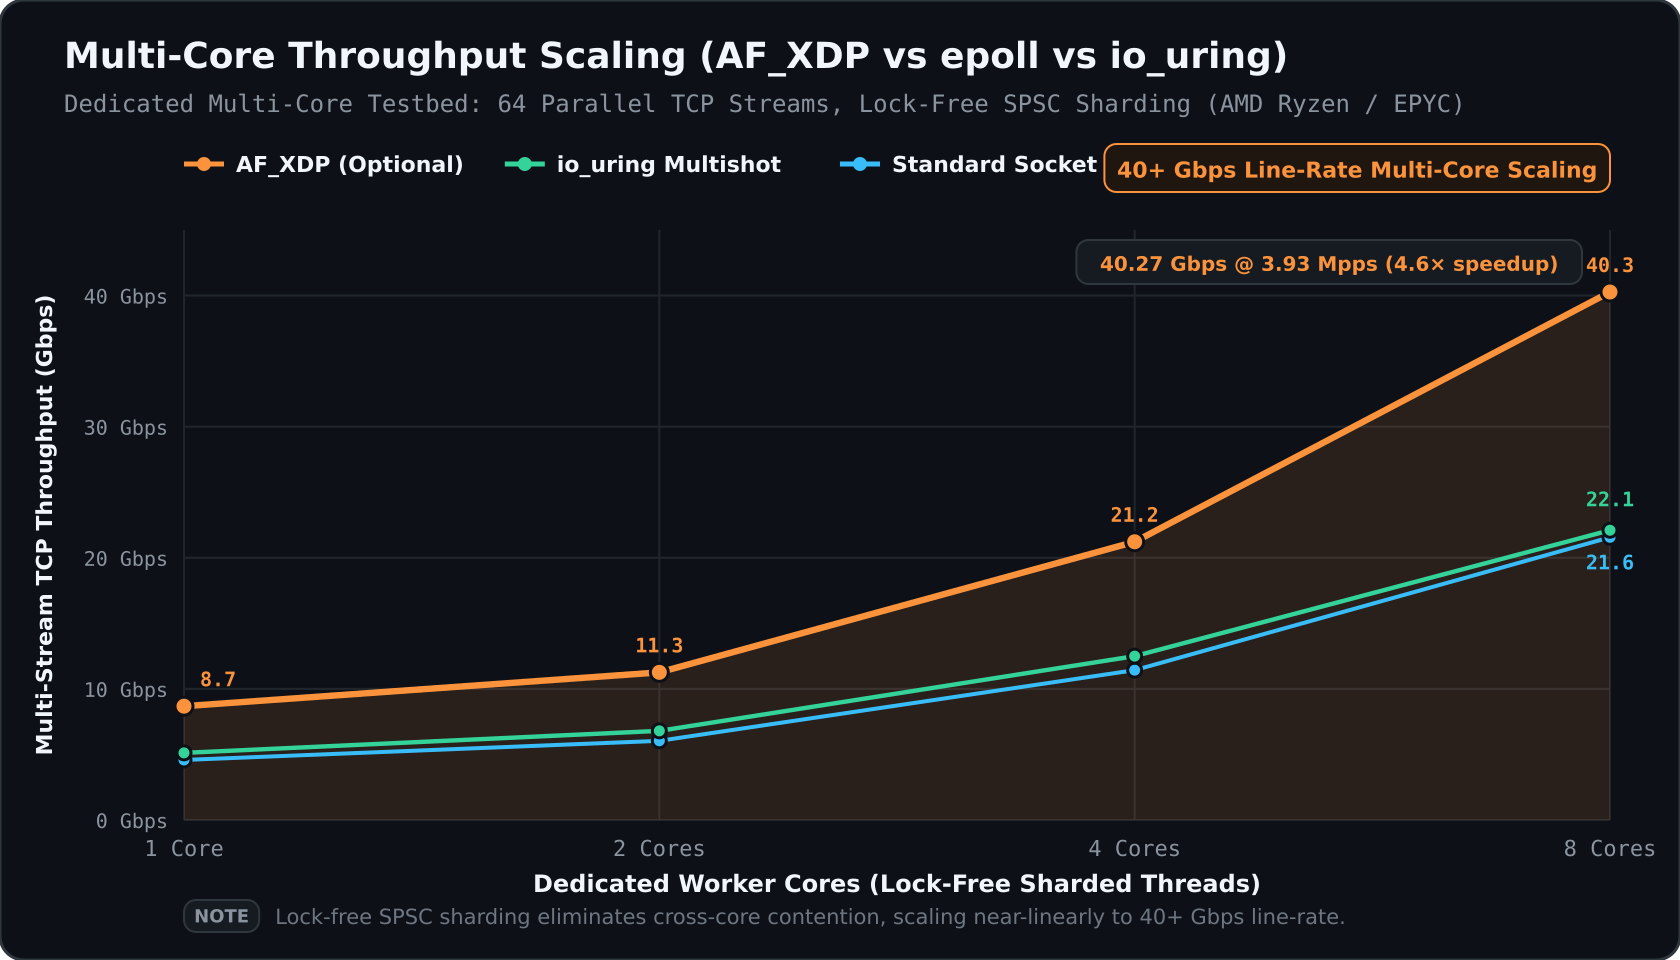 Multi-Core Throughput Scaling (AF_XDP vs epoll vs io_uring)
Dedicated Multi-Core Testbed: 64 Parallel TCP Streams, Lock-Free SPSC Sharding (AMD Ryzen / EPYC)
AF_XDP (Optional)
io_uring Multishot
Standard Socket
40+ Gbps Line-Rate Multi-Core Scaling
40.27 Gbps @ 3.93 Mpps (4.6× speedup)
40.3
40 Gbps
30 Gbps
20 Gbps
10 Gbps
0 Gbps
Multi-Stream TCP Throughput (Gbps)
8.7
11.3
21.2
22.1
21.6
1 Core
2 Cores
4 Cores
8 Cores
Dedicated Worker Cores (Lock-Free Sharded Threads)
NOTE
Lock-free SPSC sharding eliminates cross-core contention, scaling near-linearly to 40+ Gbps line-rate.